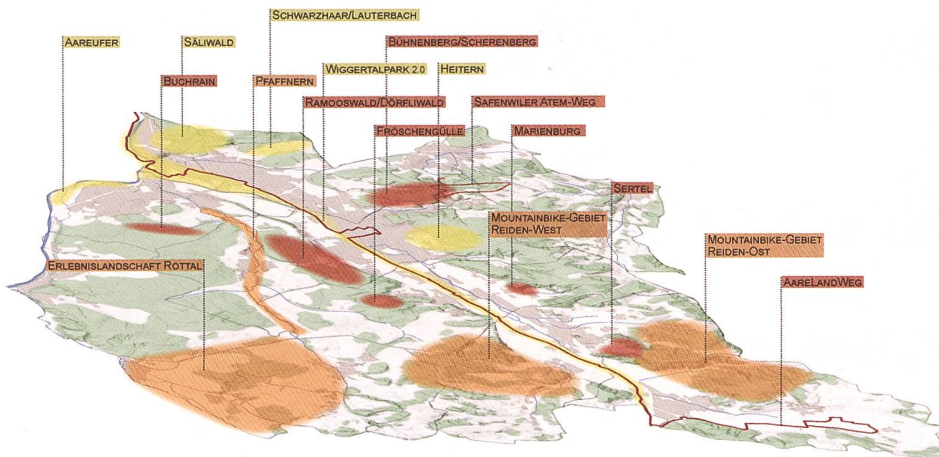 SCHWARZHAAR/LAUTERBACH
AAREUFER
SÄLIWALD
BÜHNENBERG/SCHERENBERG
WIGGERTALPARK 2.0
HEITERN
BUCHRAIN
PFAFFNERN
RAMOOSWALD/DÖRFLIWALD
SAFENWILER ATEM-WEG
FRÖSCHENGÜLLE
MARIENBURG
SERTEL
MOUNTAINBIKE-GEBIET
REIDEN-WEST
MOUNTAINBIKE-GEBIET
REIDEN-OST
ERLEBNISLANDSCHAFT ROTTAL
AARELANDWEG